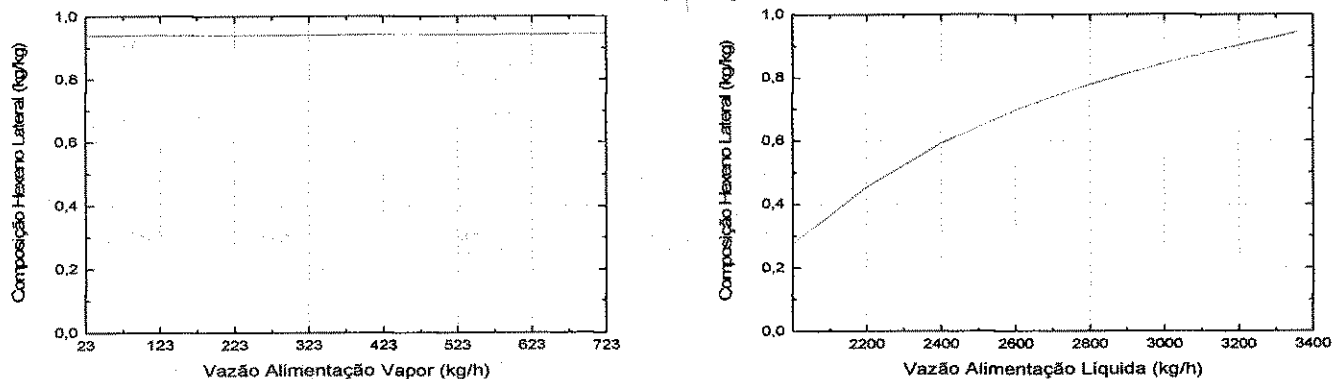 Composição Hexeno Lateral (kg/kg)
1,0
0,8
0,6
0,4
0,2
0,0
23 123 223 323 423 523 623 723
Vazão Alimentação Vapor (kg/h)
Composição Hexeno Lateral (kg/kg)
1,0
0,8
0,6
0,4
0,2
0,0
2200 2400 2600 2800 3000 3200 3400
Vazão Alimentação Líquida (kg/h)